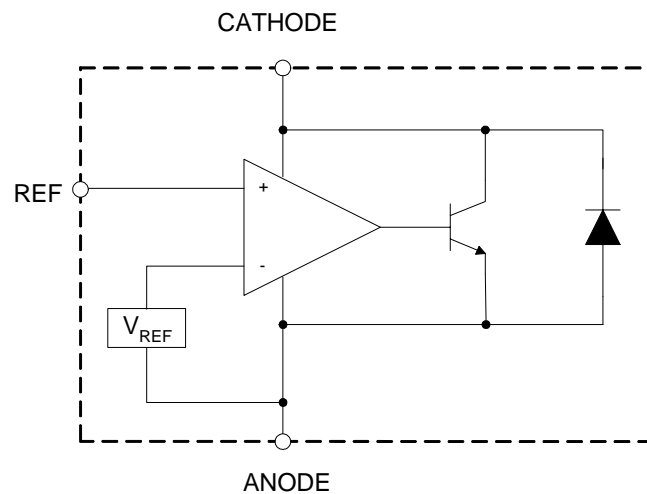 CATHODE
REF
+
-
VREF
ANODE